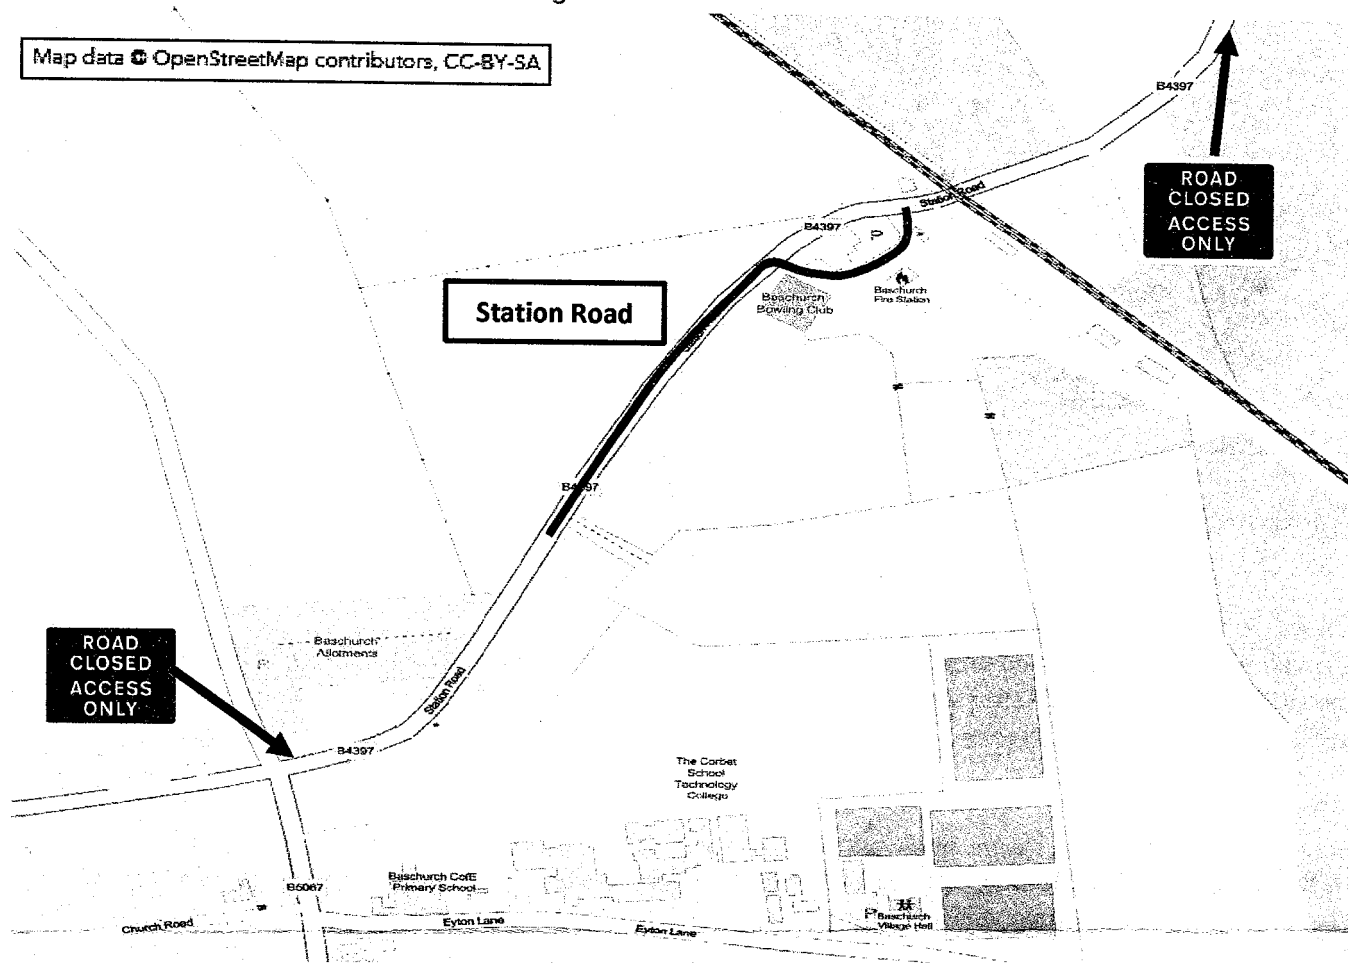 Map data © OpenStreetMap contributors, CC-BY-SA
B4397
ROAD
CLOSED
ACCESS
ONLY
Station Road
B4397
Station Road
Baschurch
Fire Station
Baschurch
Bowling Club
B4397
Baschurch
Allotments
ROAD
CLOSED
ACCESS
ONLY
Station Road
B4397
The Corbet
School
Technology
College
Baschurch CofE
Primary School
B5067
Church Road
Eyton Lane
Eyton Lane
Baschurch
Village Hall